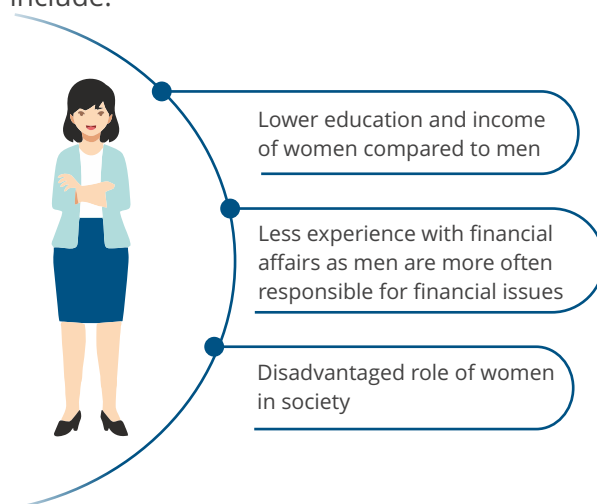 include:
Lower education and income
of women compared to men
Less experience with financial
affairs as men are more often
responsible for financial issues
Disadvantaged role of women
in society